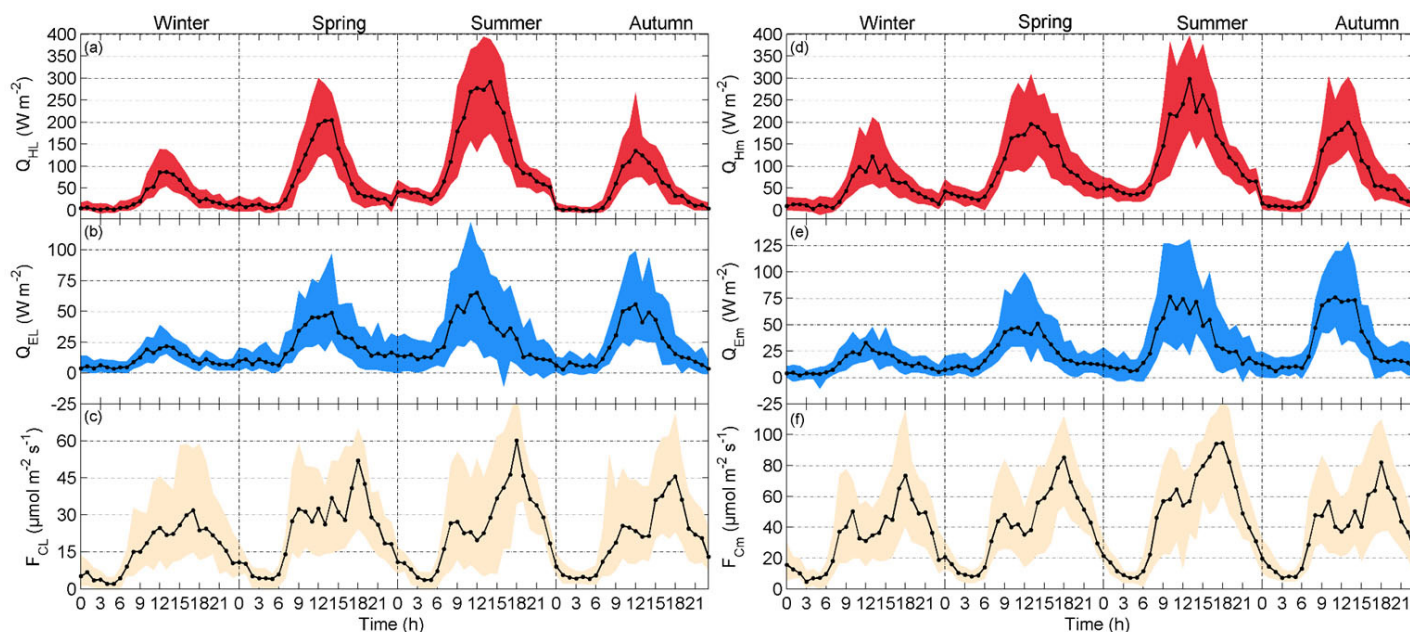 Winter Spring Summer Autumn
(a)
400
300
250
200
150
100
50
0
Q_HL (W m⁻²)
(b)
100
75
50
25
0
-25
Q_EL (W m⁻²)
(c)
60
45
30
15
0
F_CL (μmol m⁻² s⁻¹)
0 3 6 9 12151821 0 3 6 9 12151821 0 3 6 9 12151821 0 3 6 9 12151821
Time (h)
Winter Spring Summer Autumn
(d)
400
300
250
200
150
100
50
0
Q_Hm (W m⁻²)
(e)
125
100
75
50
25
0
-25
Q_Em (W m⁻²)
(f)
100
80
60
40
20
0
F_Cm (μmol m⁻² s⁻¹)
0 3 6 9 12151821 0 3 6 9 12151821 0 3 6 9 12151821 0 3 6 9 12151821
Time (h)